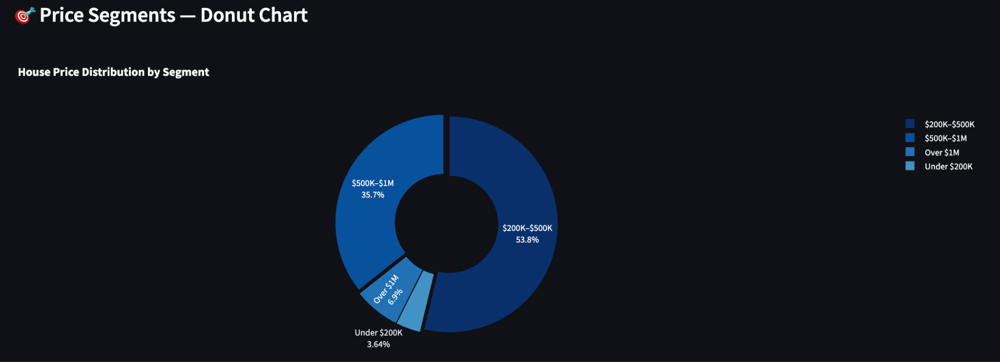 🎯 Price Segments — Donut Chart
House Price Distribution by Segment
$500K–$1M
35.7%
$200K–$500K
53.8%
Over $1M
6.9%
Under $200K
3.64%
$200K–$500K
$500K–$1M
Over $1M
Under $200K